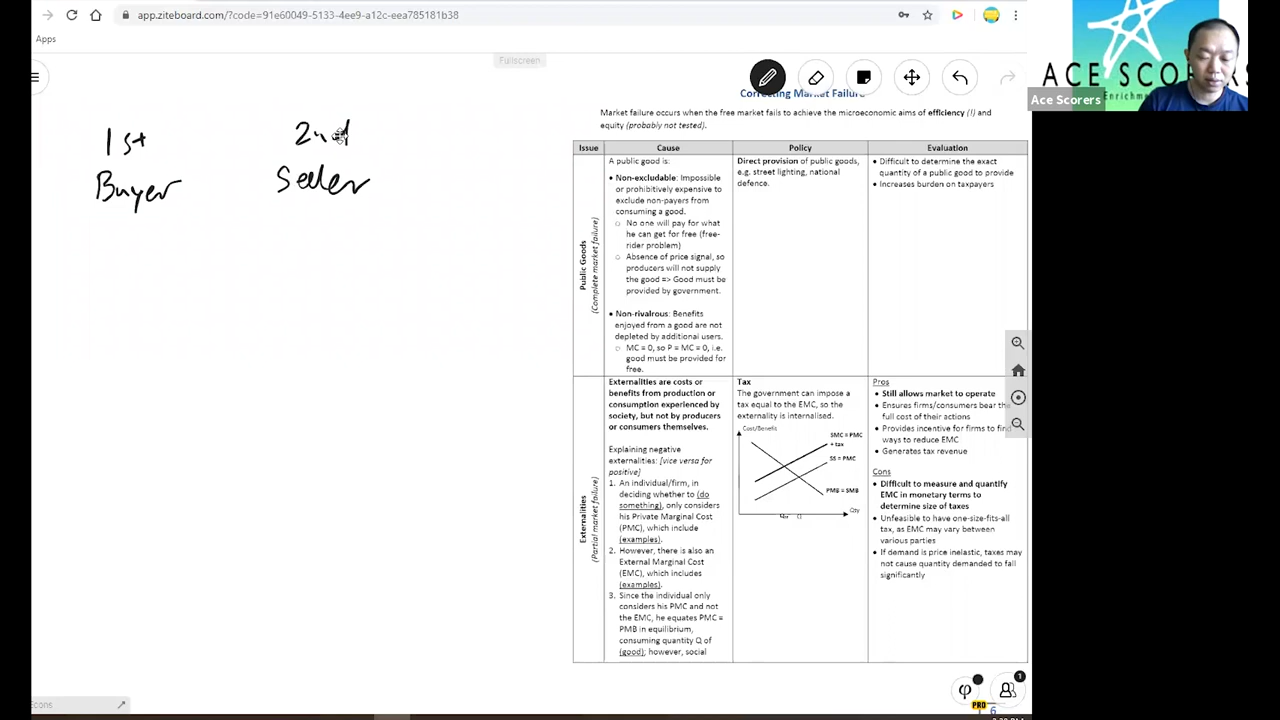 app.ziteboard.com/?code=91e60049-5133-4ee9-a12c-eea785181b38
Apps
Fullscreen
ACE SCORERS
Enrichment
Ace Scorers
1st
Buyer
2nd
Seller
Correcting Market Failure
Market failure occurs when the free market fails to achieve the microeconomic aims of efficiency (!) and
equity (probably not tested).
Issue
Cause
Policy
Evaluation
Public Goods
(Complete market failure)
A public good is:
• Non-excludable: Impossible
or prohibitively expensive to
exclude non-payers from
consuming a good.
o No one will pay for what
he can get for free (free-
rider problem)
o Absence of price signal, so
producers will not supply
the good => Good must be
provided by government.
• Non-rivalrous: Benefits
enjoyed from a good are not
depleted by additional users.
o MC = 0, so P = MC = 0, i.e.
good must be provided for
free.
Direct provision of public goods,
e.g. street lighting, national
defence.
• Difficult to determine the exact
quantity of a public good to provide
• Increases burden on taxpayers
Externalities
(Partial market failure)
Externalities are costs or
benefits from production or
consumption experienced by
society, but not by producers
or consumers themselves.
Explaining negative
externalities: [vice versa for
positive]
1. An individual/firm, in
deciding whether to (do
something), only considers
his Private Marginal Cost
(PMC), which include
(examples).
2. However, there is also an
External Marginal Cost
(EMC), which includes
(examples).
3. Since the individual only
considers his PMC and not
the EMC, he equates PMC =
PMB in equilibrium,
consuming quantity Q of
(good); however, social
Tax
The government can impose a
tax equal to the EMC, so the
externality is internalised.
Cost/Benefit
SMC = PMC
+ tax
SS = PMC
PMB = SMB
Qty
Pros
• Still allows market to operate
• Ensures firms/consumers bear the
full cost of their actions
• Provides incentive for firms to find
ways to reduce EMC
• Generates tax revenue
Cons
• Difficult to measure and quantify
EMC in monetary terms to
determine size of taxes
• Unfeasible to have one-size-fits-all
tax, as EMC may vary between
various parties
• If demand is price inelastic, taxes may
not cause quantity demanded to fall
significantly
Econs
1
PRO
6